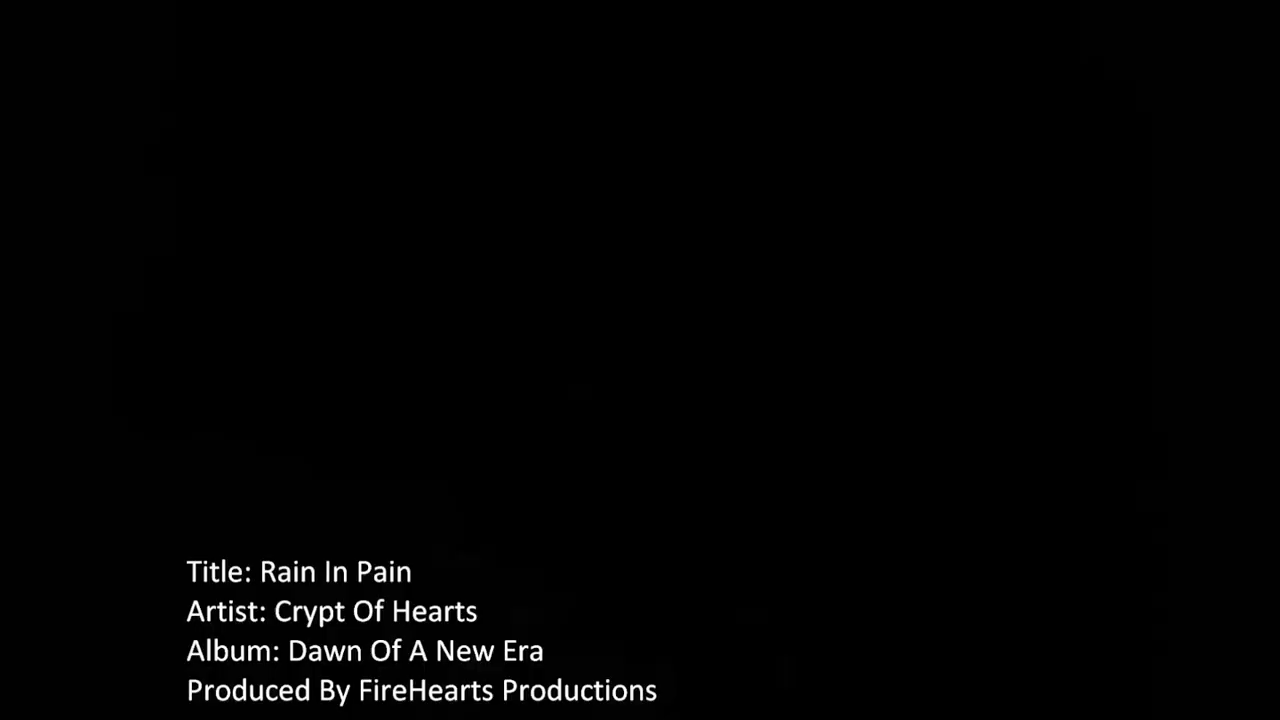 Title: Rain In Pain
Artist: Crypt Of Hearts
Album: Dawn Of A New Era
Produced By FireHearts Productions